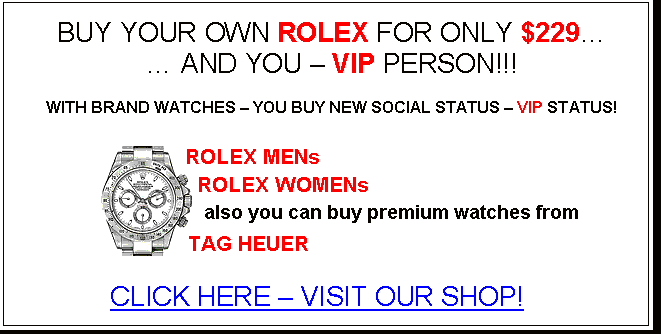 BUY YOUR OWN ROLEX FOR ONLY $229...
... AND YOU – VIP PERSON!!!
WITH BRAND WATCHES – YOU BUY NEW SOCIAL STATUS – VIP STATUS!
ROLEX MENs
ROLEX WOMENs
also you can buy premium watches from
TAG HEUER
CLICK HERE – VISIT OUR SHOP!